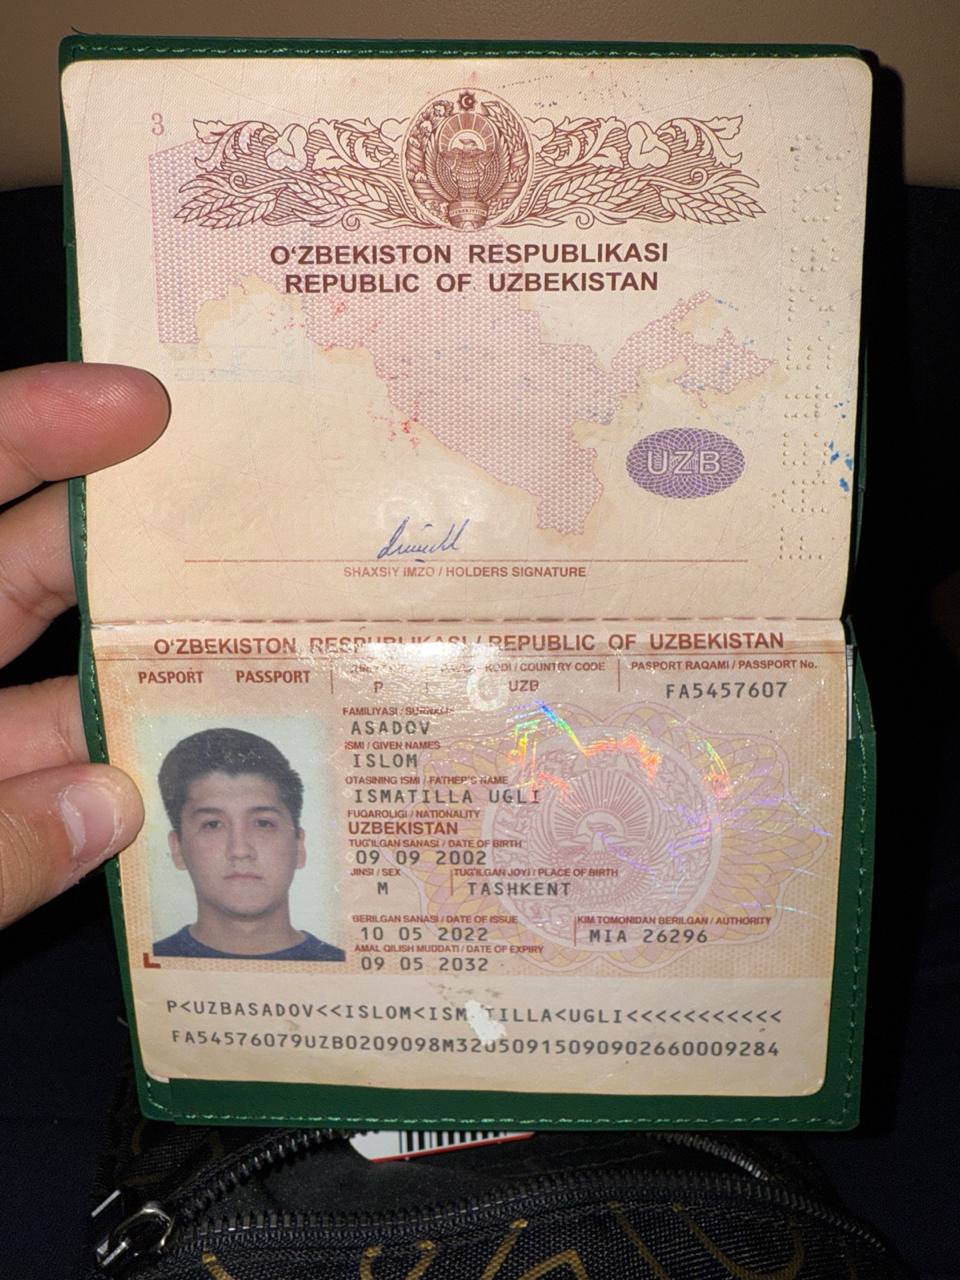 3
O‘ZBEKISTON RESPUBLIKASI
REPUBLIC OF UZBEKISTAN
UZB
SHAXSIY IMZO / HOLDERS SIGNATURE
O‘ZBEKISTON RESPUBLIKASI / REPUBLIC OF UZBEKISTAN
PASPORT PASSPORT
KODI / COUNTRY CODE
PASPORT RAQAMI / PASSPORT No.
P UZB FA5457607
FAMILIYASI / SURNAME
ASADOV
ISMI / GIVEN NAMES
ISLOM
OTASINING ISMI / FATHER'S NAME
ISMATILLA UGLI
FUQAROLIGI / NATIONALITY
UZBEKISTAN
TUG'ILGAN SANASI / DATE OF BIRTH
09 09 2002
JINSI / SEX TUG'ILGAN JOYI / PLACE OF BIRTH
M TASHKENT
BERILGAN SANASI / DATE OF ISSUE KIM TOMONIDAN BERILGAN / AUTHORITY
10 05 2022 MIA 26296
AMAL QILISH MUDDATI / DATE OF EXPIRY
09 05 2032
P<UZBASADOV<<ISLOM<ISMATILLA<UGLI<<<<<<<<<<<
FA54576079UZB0209098M32050915090902660009284